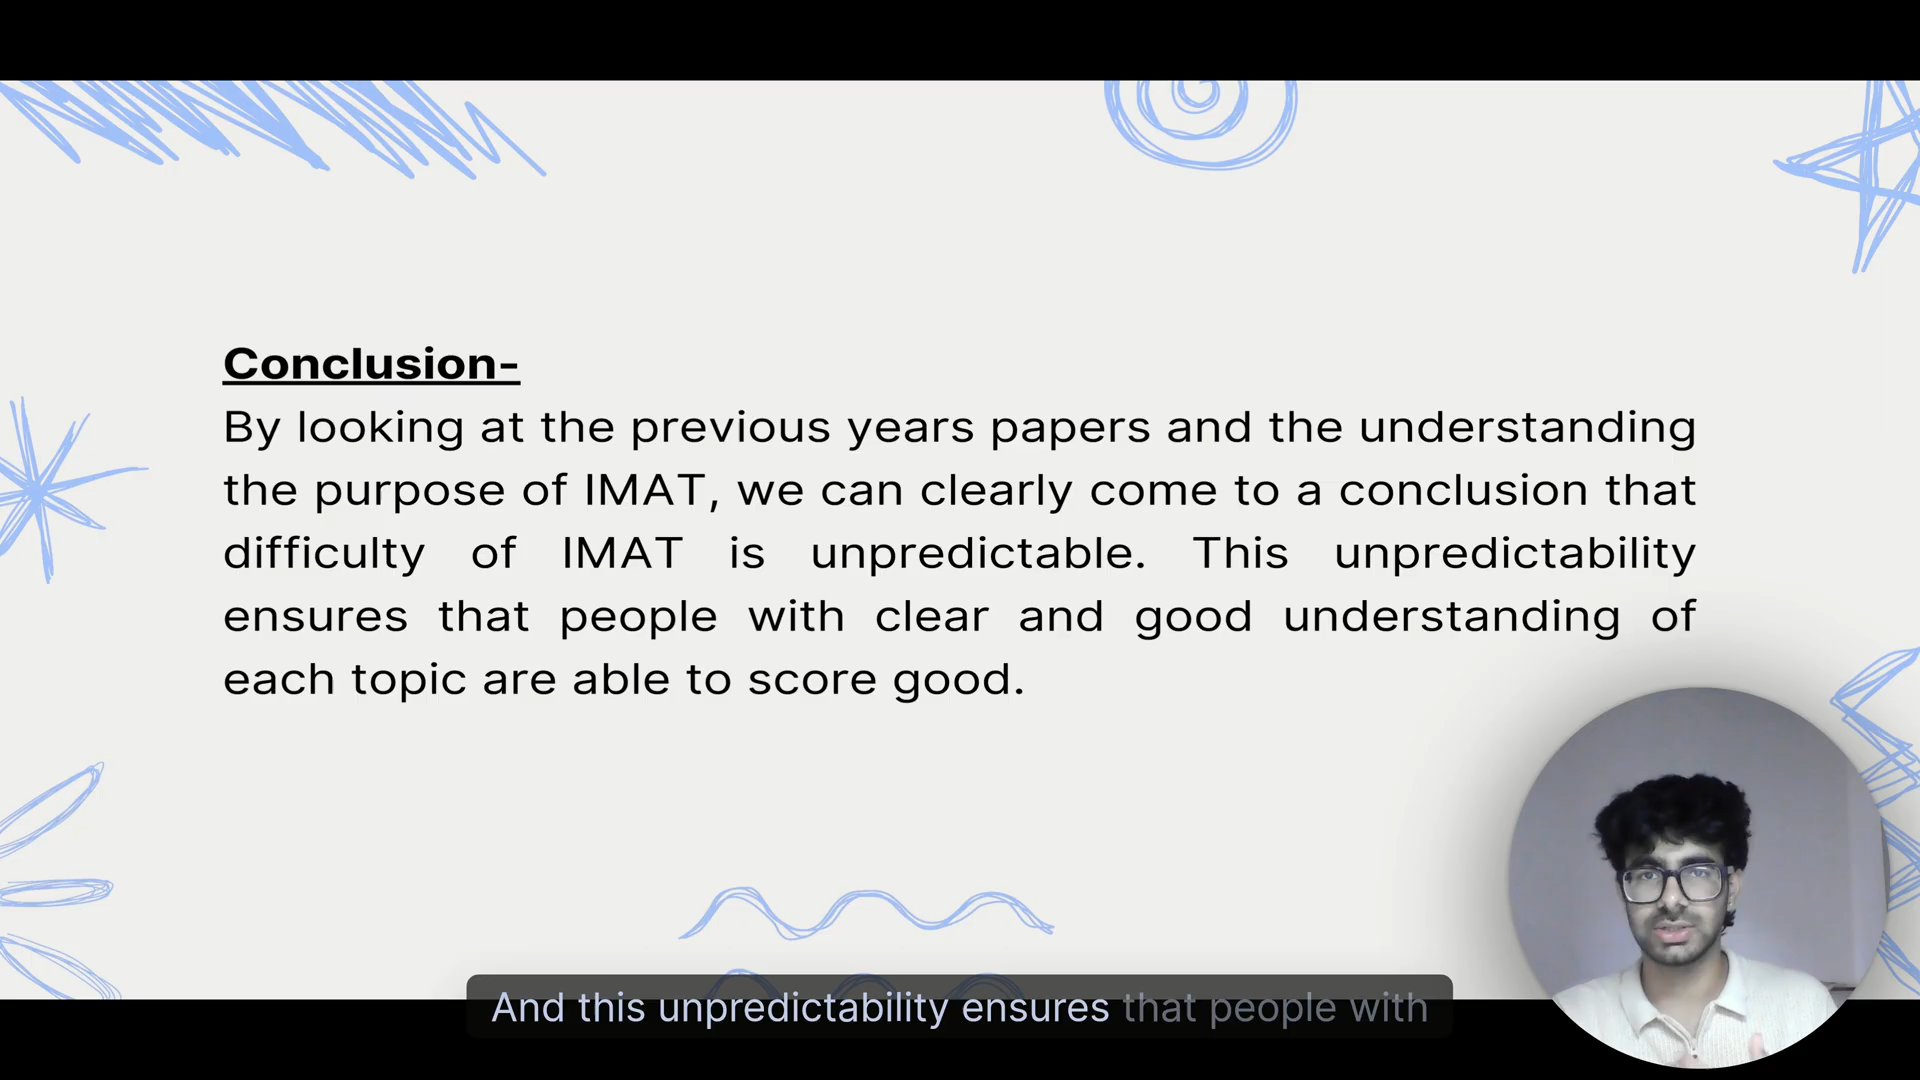 Conclusion-
By looking at the previous years papers and the understanding
the purpose of IMAT, we can clearly come to a conclusion that
difficulty of IMAT is unpredictable. This unpredictability
ensures that people with clear and good understanding of
each topic are able to score good.
And this unpredictability ensures that people with